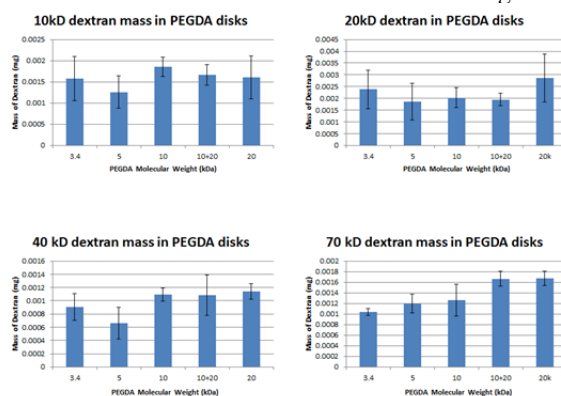 10kD dextran mass in PEGDA disks
Mass of Dextran (mg)
0.0025
0.002
0.0015
0.001
0.0005
0
3.4 5 10 10+20 20
PEGDA Molecular Weight (kDa)
20kD dextran mass in PEGDA disks
Mass of Dextran (mg)
0.0045
0.004
0.0035
0.003
0.0025
0.002
0.0015
0.001
0.0005
0
3.4 5 10 10+20 20k
PEGDA Molecular Weight (kDa)
40 kD dextran mass in PEGDA disks
Mass of Dextran (mg)
0.0016
0.0014
0.0012
0.001
0.0008
0.0006
0.0004
0.0002
0
3.4 5 10 10+20 20
PEGDA Molecular Weight (kDa)
70 kD dextran mass in PEGDA disks
Mass of Dextran (mg)
0.002
0.0018
0.0016
0.0014
0.0012
0.001
0.0008
0.0006
0.0004
0.0002
0
3.4 5 10 10+20 20k
PEGDA Molecular Weight (kDa)